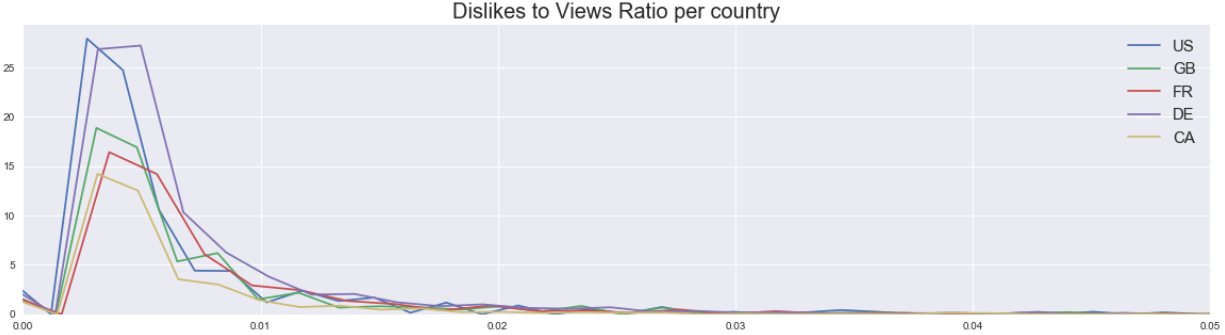 Dislikes to Views Ratio per country
25
20
15
10
5
0
US
GB
FR
DE
CA
0.00 0.01 0.02 0.03 0.04 0.05